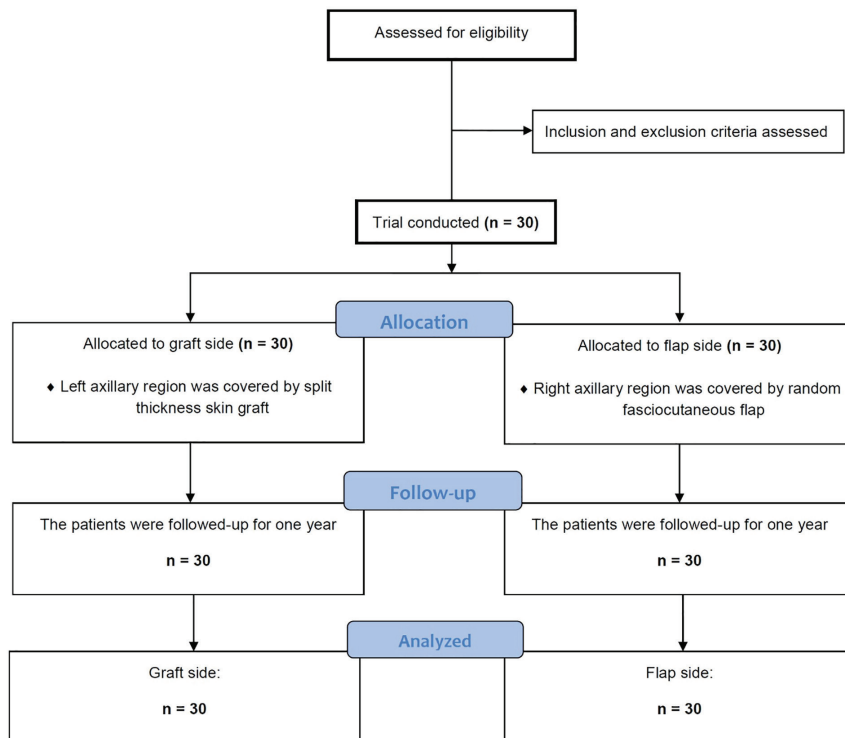 Assessed for eligibility
Inclusion and exclusion criteria assessed
Trial conducted (n = 30)
Allocation
Allocated to graft side (n = 30)
♦ Left axillary region was covered by split
thickness skin graft
Allocated to flap side (n = 30)
♦ Right axillary region was covered by random
fasciocutaneous flap
Follow-up
The patients were followed-up for one year
n = 30
The patients were followed-up for one year
n = 30
Analyzed
Graft side:
n = 30
Flap side:
n = 30